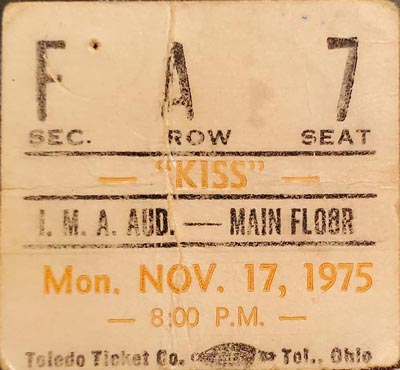 F A 7
SEC. ROW SEAT
— "KISS" —
I. M. A. AUD. — MAIN FLOOR
Mon. NOV. 17, 1975
— 8:00 P.M. —
Toledo Ticket Co. Tol., Ohio